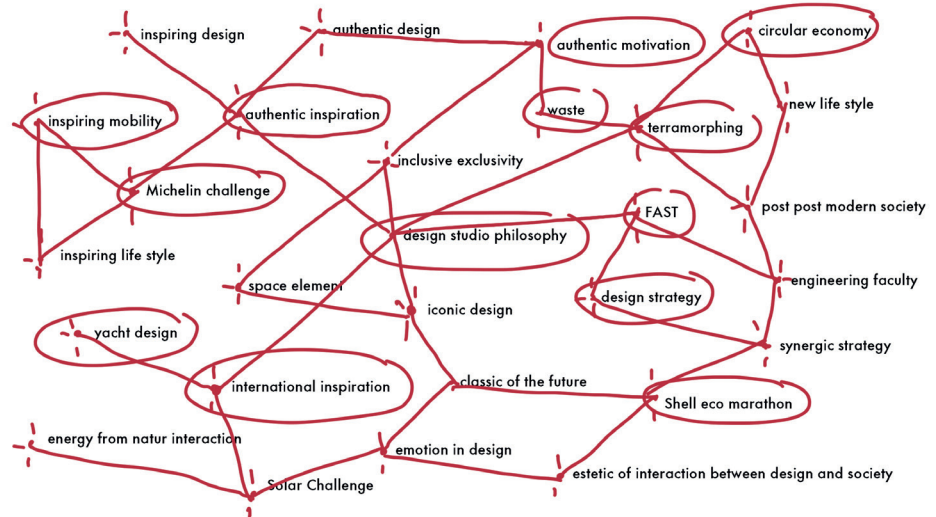 inspiring design
authentic design
authentic motivation
circular economy
inspiring mobility
authentic inspiration
waste
terramorphing
new life style
Michelin challenge
inclusive exclusivity
FAST
post post modern society
inspiring life style
design studio philosophy
space element
iconic design
design strategy
engineering faculty
yacht design
synergic strategy
international inspiration
classic of the future
Shell eco marathon
energy from natur interaction
emotion in design
Solar Challenge
estetic of interaction between design and society